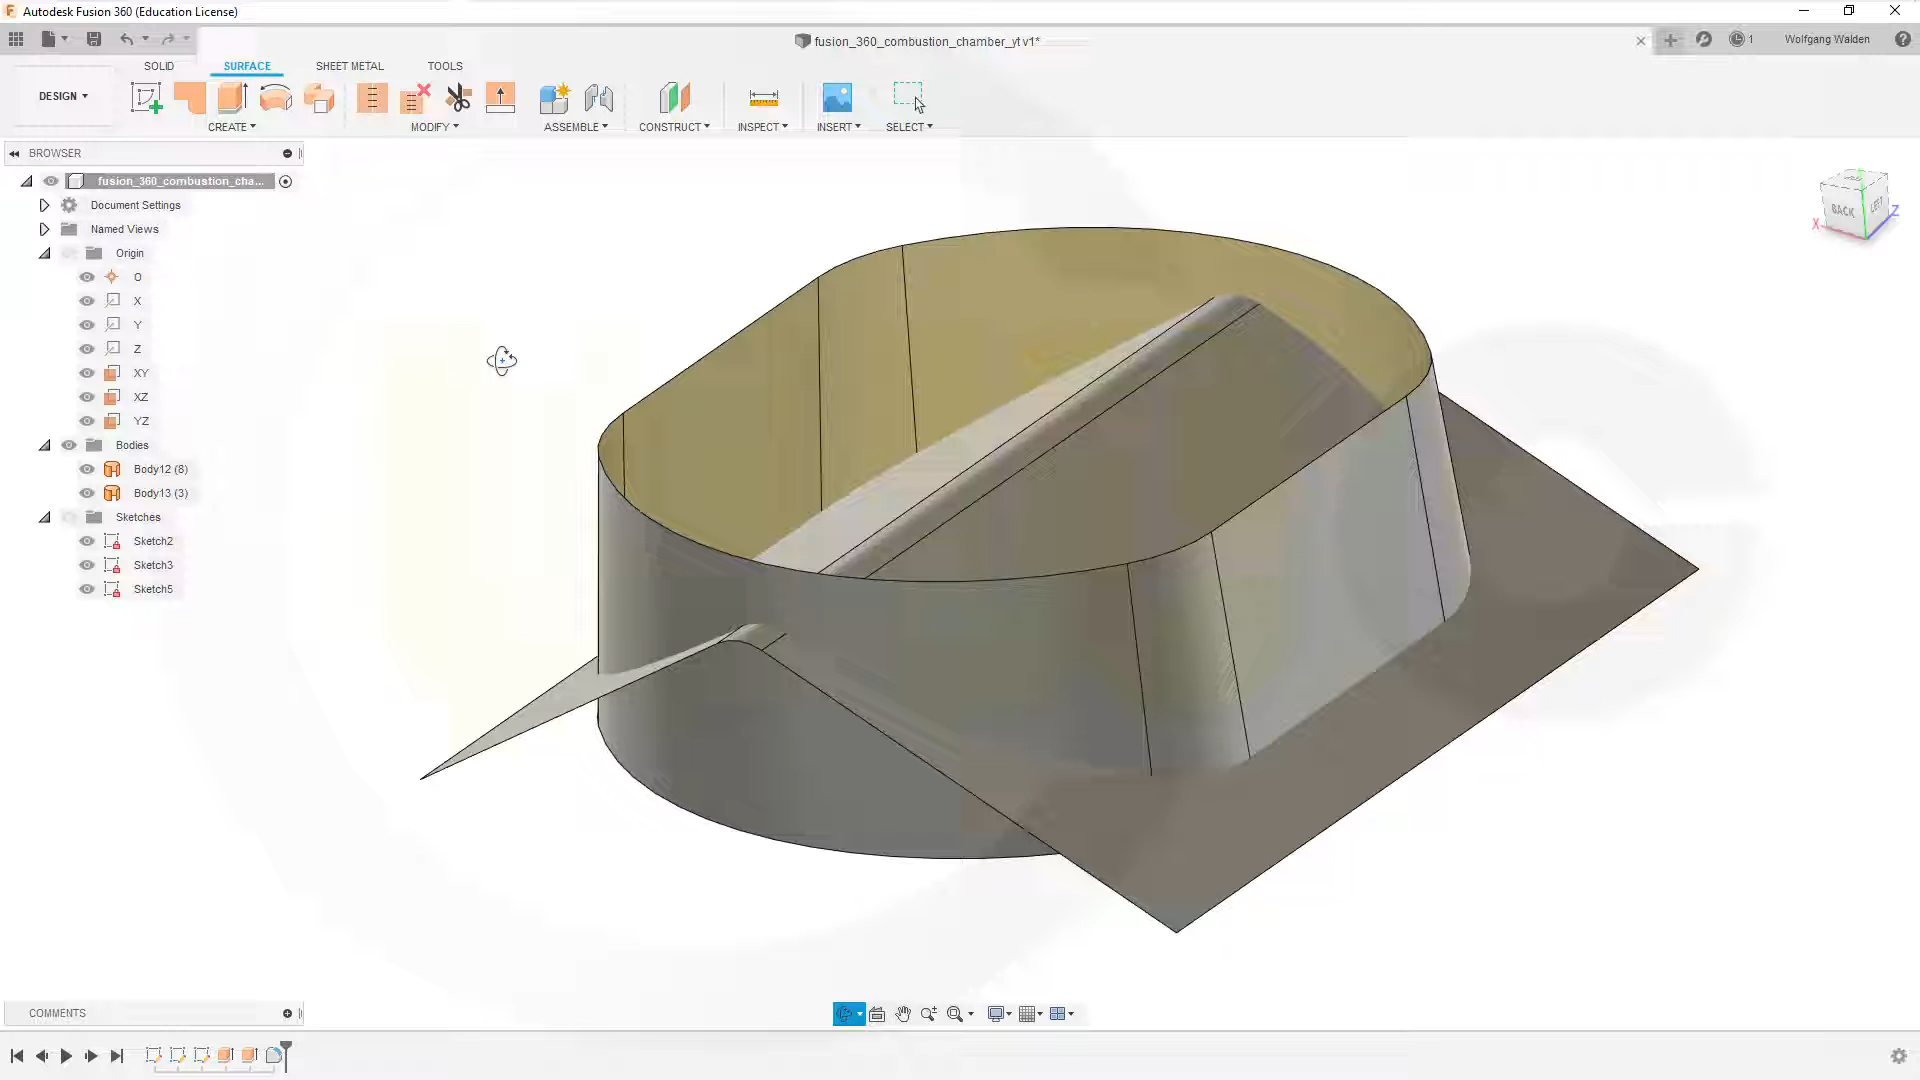 Autodesk Fusion 360 (Education License)
fusion_360_combustion_chamber_yt v1*
1
Wolfgang Walden
SOLID
SURFACE
SHEET METAL
TOOLS
DESIGN
CREATE
MODIFY
ASSEMBLE
CONSTRUCT
INSPECT
INSERT
SELECT
BROWSER
fusion_360_combustion_cha...
Document Settings
Named Views
Origin
O
X
Y
Z
XY
XZ
YZ
Bodies
Body12 (8)
Body13 (3)
Sketches
Sketch2
Sketch3
Sketch5
BACK
LEFT
X
Z
COMMENTS